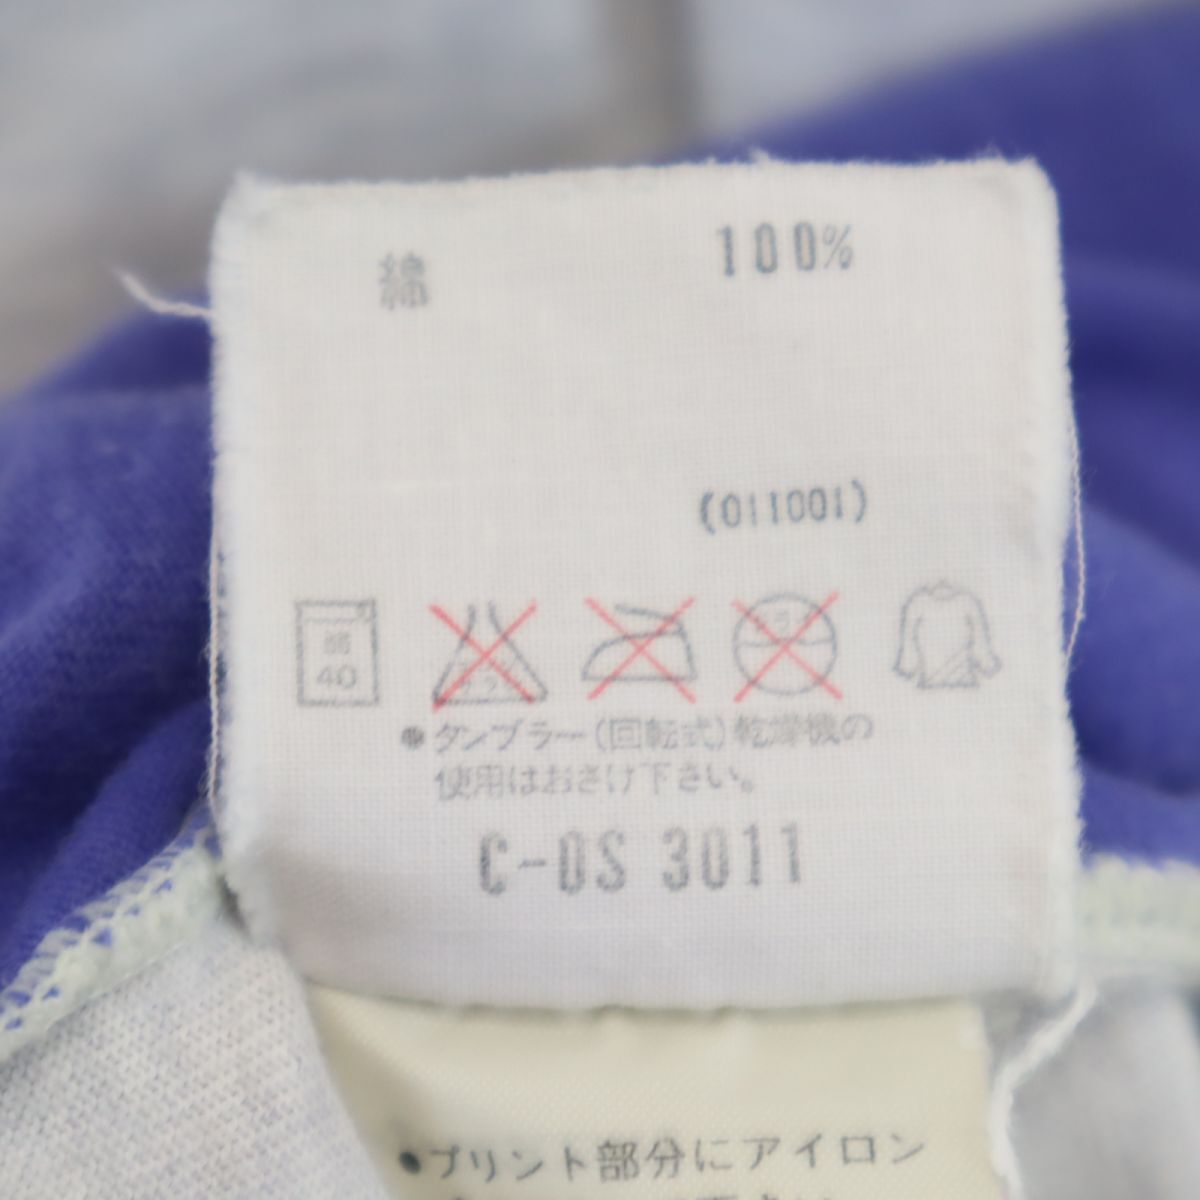 綿 100%
(011001)
40
●タンブラー(回転式)乾燥機の
使用はおさけ下さい。
C-OS 3011
●プリント部分にアイロン